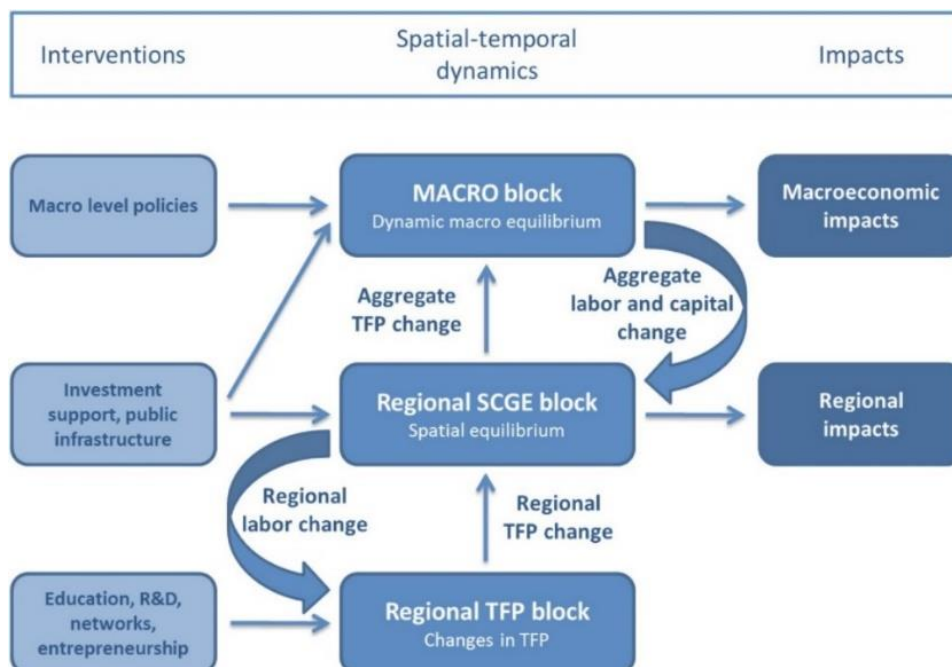 Interventions
Spatial-temporal
dynamics
Impacts
Macro level policies
MACRO block
Dynamic macro equilibrium
Macroeconomic
impacts
Aggregate
TFP change
Aggregate
labor and capital
change
Investment
support, public
infrastructure
Regional SCGE block
Spatial equilibrium
Regional
impacts
Regional
labor change
Regional
TFP change
Education, R&D,
networks,
entrepreneurship
Regional TFP block
Changes in TFP